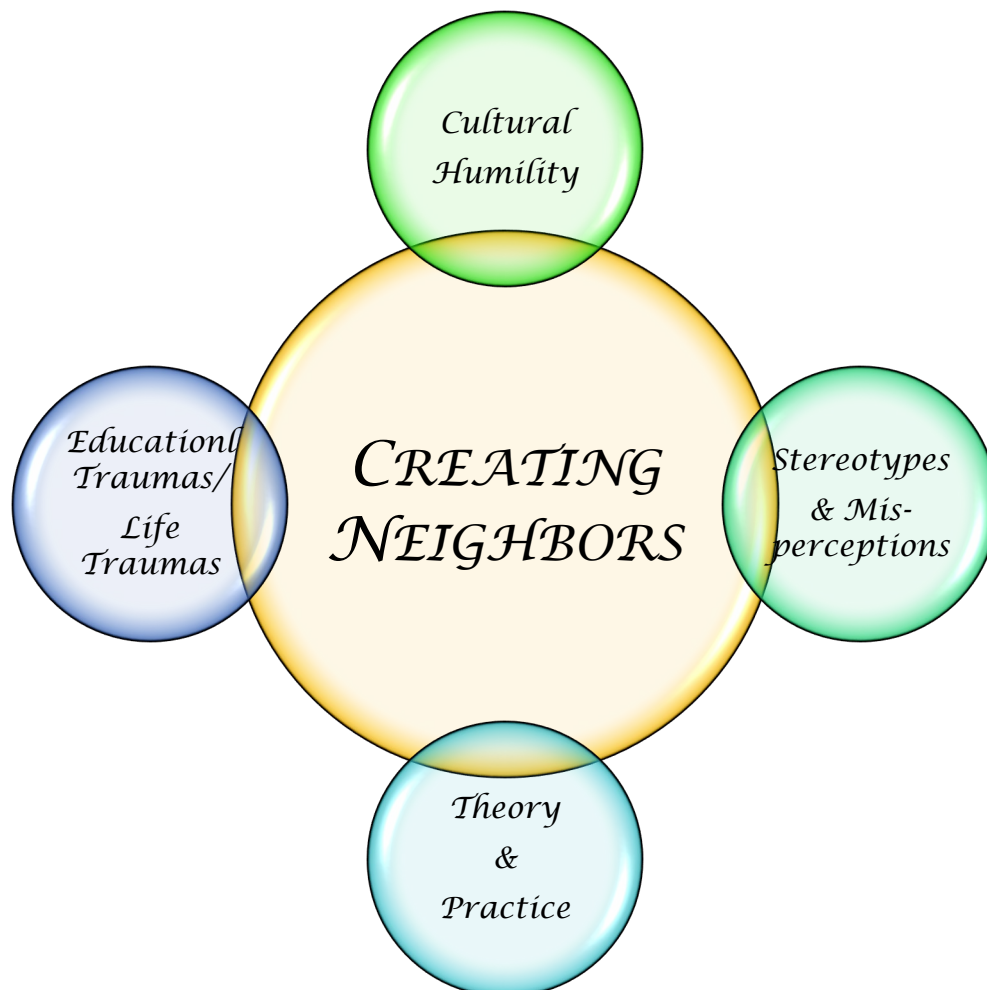 Cultural
Humility
Educationl
Traumas/
Life
Traumas
CREATING
NEIGHBORS
Stereotypes
& Mis-
perceptions
Theory
&
Practice